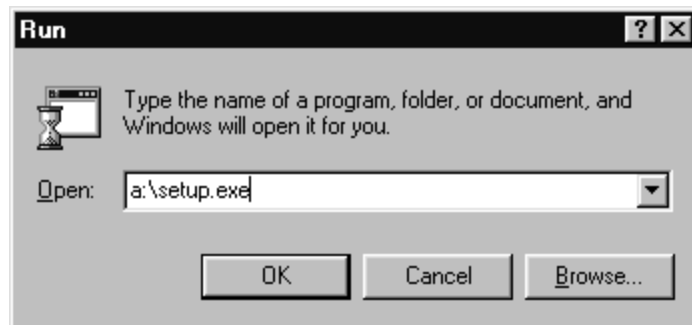 Run
Type the name of a program, folder, or document, and
Windows will open it for you.
Open: a:\setup.exe
OK Cancel Browse...